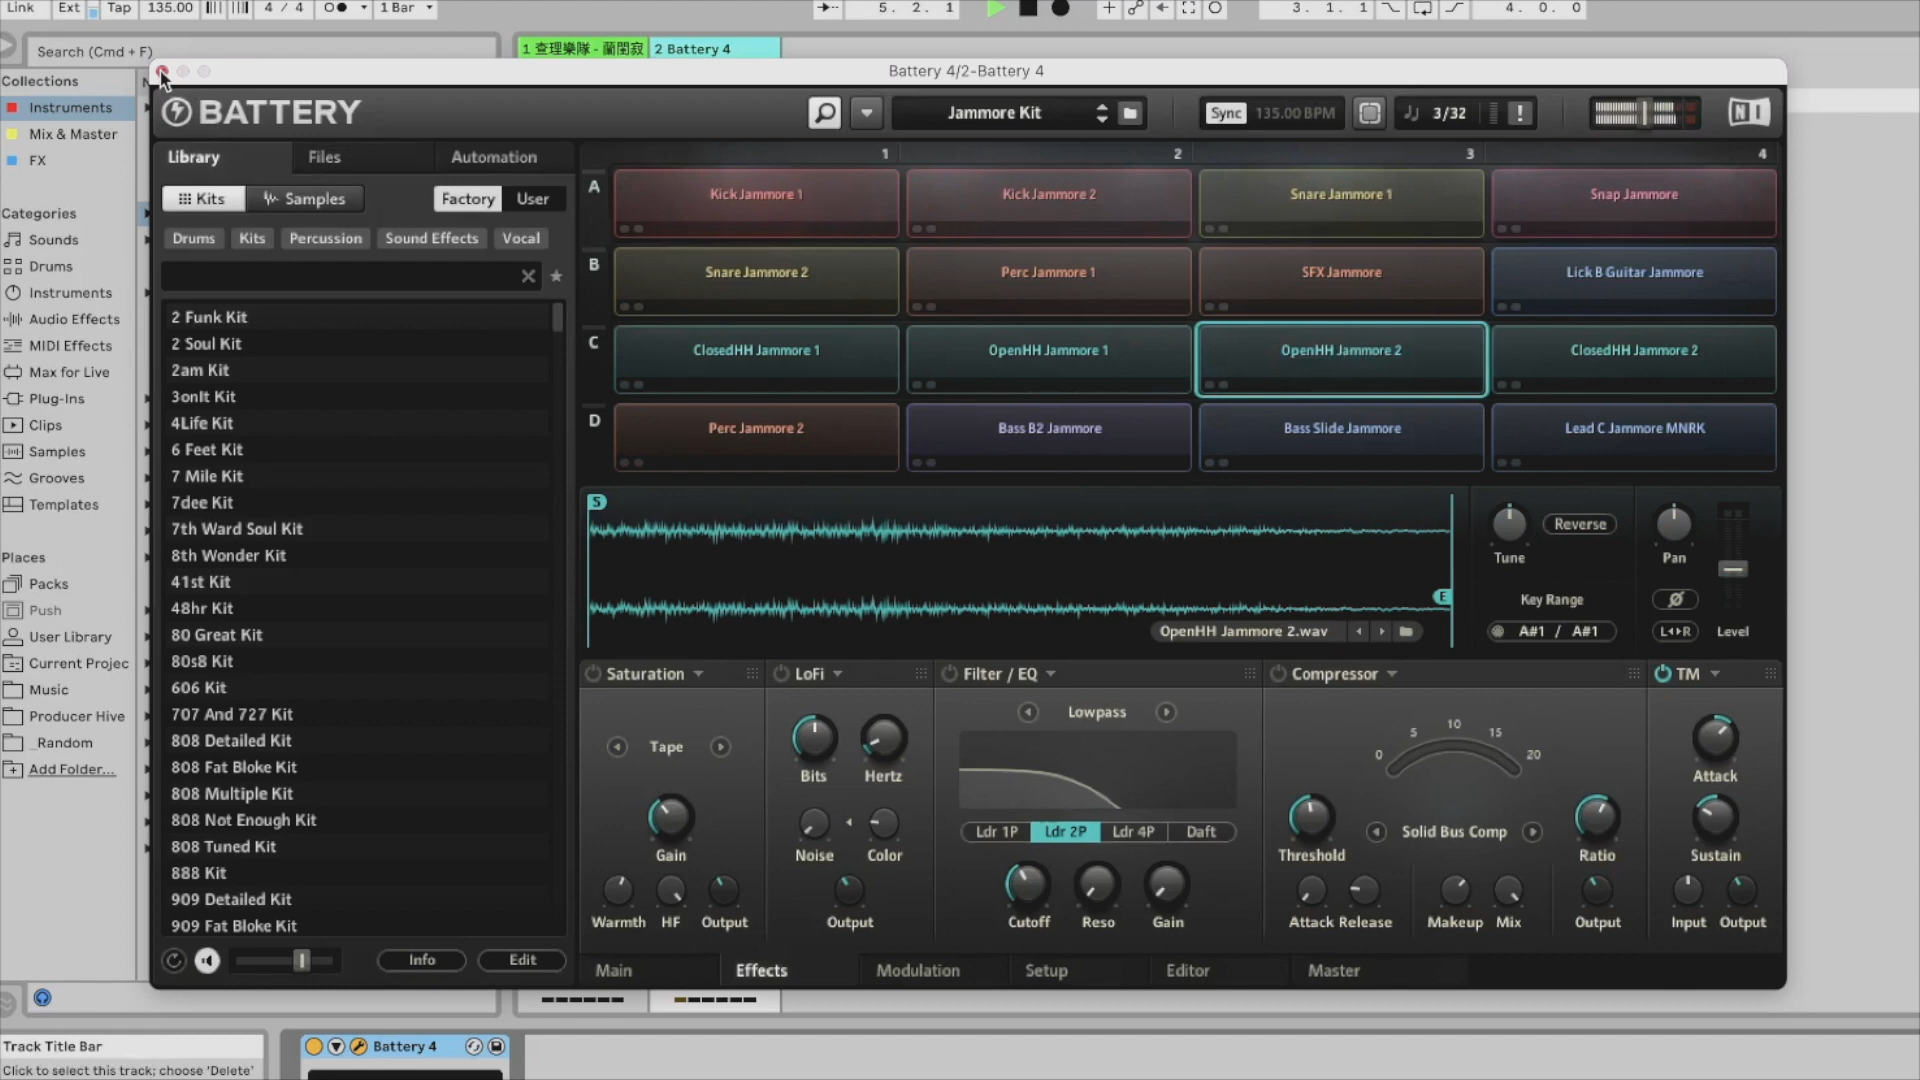 Link Ext Tap 135.00 4 / 4 1 Bar 5. 2. 1 3. 1. 1 4. 0. 0
Search (Cmd + F)
1 查理樂隊 - 蘭閨寂 2 Battery 4
Battery 4/2-Battery 4
Collections
Instruments
Mix & Master
FX
Categories
Sounds
Drums
Instruments
Audio Effects
MIDI Effects
Max for Live
Plug-Ins
Clips
Samples
Grooves
Templates
Places
Packs
Push
User Library
Current Projec
Music
Producer Hive
_Random
Add Folder...
BATTERY
Jammore Kit
Sync 135.00 BPM
3/32
!
NI
Library Files Automation
Kits Samples Factory User
Drums Kits Percussion Sound Effects Vocal
2 Funk Kit
2 Soul Kit
2am Kit
3onIt Kit
4Life Kit
6 Feet Kit
7 Mile Kit
7dee Kit
7th Ward Soul Kit
8th Wonder Kit
41st Kit
48hr Kit
80 Great Kit
80s8 Kit
606 Kit
707 And 727 Kit
808 Detailed Kit
808 Fat Bloke Kit
808 Multiple Kit
808 Not Enough Kit
808 Tuned Kit
888 Kit
909 Detailed Kit
909 Fat Bloke Kit
Info Edit
1 2 3 4
A Kick Jammore 1 Kick Jammore 2 Snare Jammore 1 Snap Jammore
B Snare Jammore 2 Perc Jammore 1 SFX Jammore Lick B Guitar Jammore
C ClosedHH Jammore 1 OpenHH Jammore 1 OpenHH Jammore 2 ClosedHH Jammore 2
D Perc Jammore 2 Bass B2 Jammore Bass Slide Jammore Lead C Jammore MNRK
S
E
OpenHH Jammore 2.wav
Tune Reverse Pan
Key Range
A#1 / A#1
L R Level
Saturation LoFi Filter / EQ Compressor TM
Tape
Gain
Warmth HF Output
Bits Hertz
Noise Color
Output
Lowpass
Ldr 1P Ldr 2P Ldr 4P Daft
Cutoff Reso Gain
0 5 10 15 20
Threshold Solid Bus Comp Ratio
Attack Release Makeup Mix Output
Attack
Sustain
Input Output
Main Effects Modulation Setup Editor Master
Track Title Bar
Click to select this track; choose 'Delete'
Battery 4